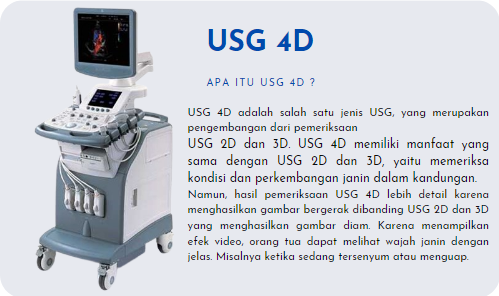 USG 4D
APA ITU USG 4D ?
USG 4D adalah salah satu jenis USG, yang merupakan
pengembangan dari pemeriksaan
USG 2D dan 3D. USG 4D memiliki manfaat yang
sama dengan USG 2D dan 3D, yaitu memeriksa
kondisi dan perkembangan janin dalam kandungan.
Namun, hasil pemeriksaan USG 4D lebih detail karena
menghasilkan gambar bergerak dibanding USG 2D dan 3D
yang menghasilkan gambar diam. Karena menampilkan
efek video, orang tua dapat melihat wajah janin dengan
jelas. Misalnya ketika sedang tersenyum atau menguap.